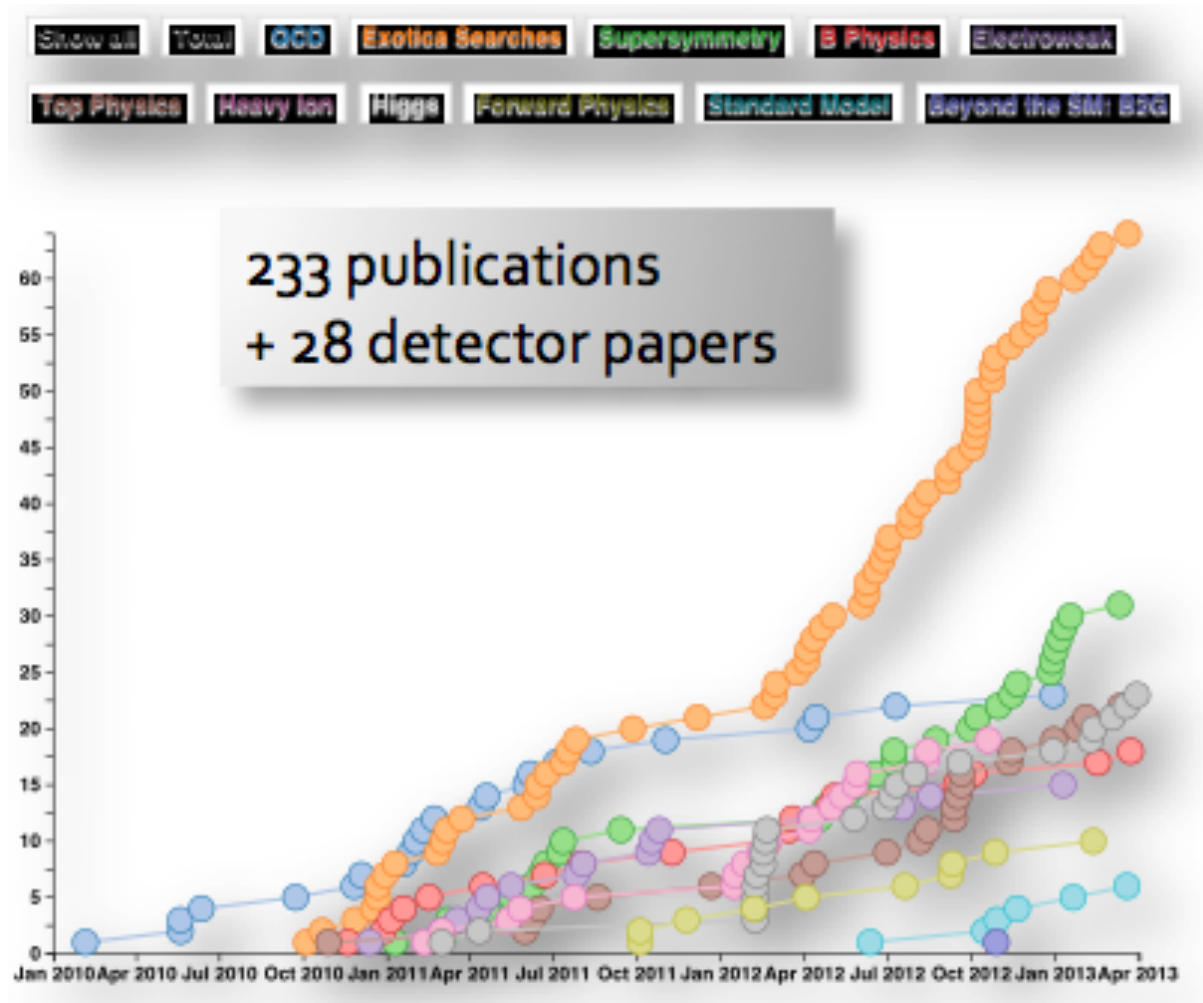 Show all Total QCD Exotica Searches Supersymmetry B Physics Electroweak
Top Physics Heavy Ion Higgs Forward Physics Standard Model Beyond the SM: B2G
233 publications
+ 28 detector papers
60
55
50
45
40
35
30
25
20
15
10
5
0
Jan 2010 Apr 2010 Jul 2010 Oct 2010 Jan 2011 Apr 2011 Jul 2011 Oct 2011 Jan 2012 Apr 2012 Jul 2012 Oct 2012 Jan 2013 Apr 2013